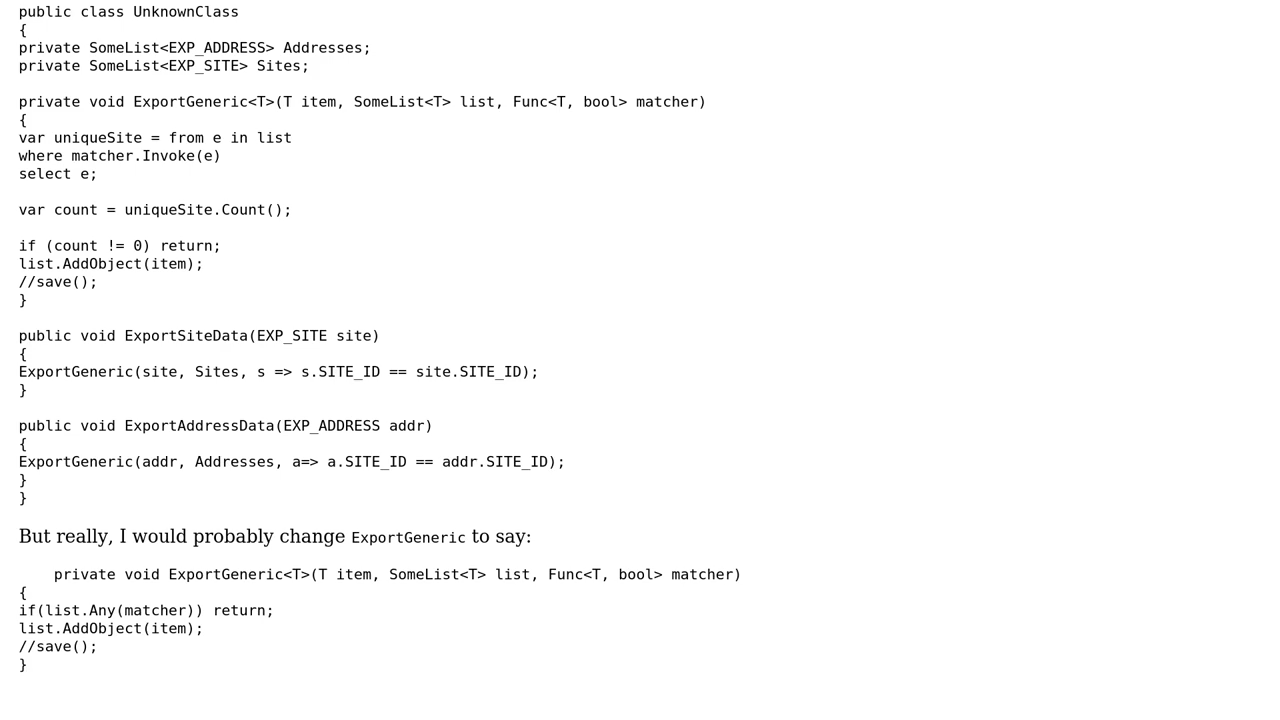 public class UnknownClass
{
private SomeList<EXP_ADDRESS> Addresses;
private SomeList<EXP_SITE> Sites;
private void ExportGeneric<T>(T item, SomeList<T> list, Func<T, bool> matcher)
{
var uniqueSite = from e in list
where matcher.Invoke(e)
select e;
var count = uniqueSite.Count();
if (count != 0) return;
list.AddObject(item);
//save();
}
public void ExportSiteData(EXP_SITE site)
{
ExportGeneric(site, Sites, s => s.SITE_ID == site.SITE_ID);
}
public void ExportAddressData(EXP_ADDRESS addr)
{
ExportGeneric(addr, Addresses, a=> a.SITE_ID == addr.SITE_ID);
}
}
But really, I would probably change ExportGeneric to say:
private void ExportGeneric<T>(T item, SomeList<T> list, Func<T, bool> matcher)
{
if(list.Any(matcher)) return;
list.AddObject(item);
//save();
}